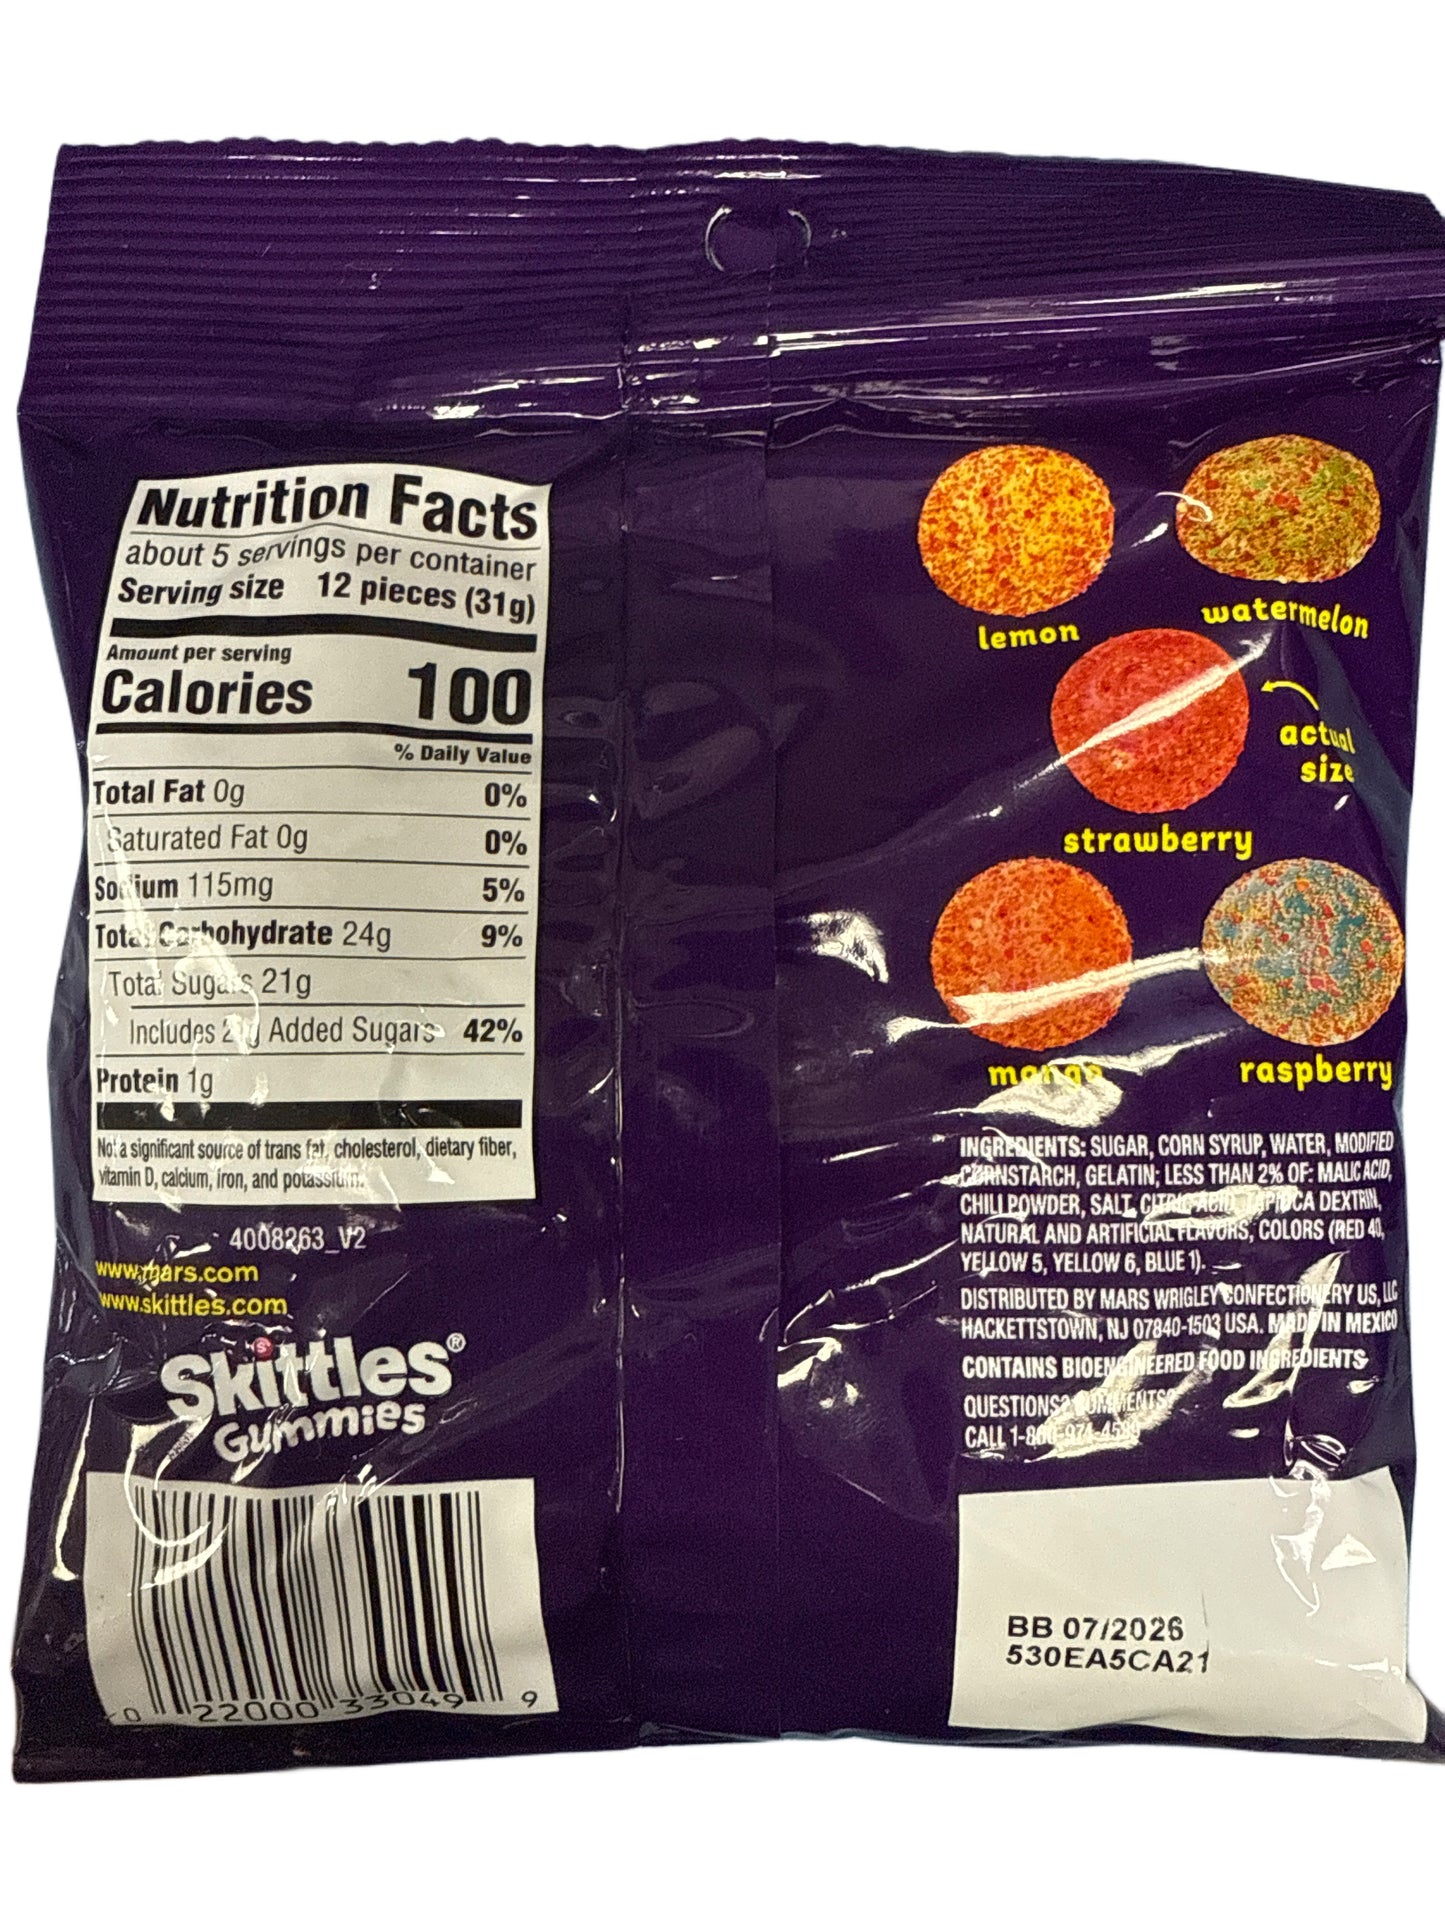 Nutrition Facts
about 5 servings per container
Serving size 12 pieces (31g)
Amount per serving
Calories 100
% Daily Value
Total Fat 0g 0%
Saturated Fat 0g 0%
Sodium 115mg 5%
Total Carbohydrate 24g 9%
Total Sugars 21g
Includes 21g Added Sugars 42%
Protein 1g
Not a significant source of trans fat, cholesterol, dietary fiber,
vitamin D, calcium, iron, and potassium.
4008263_V2
www.mars.com
www.skittles.com
Skittles®
Gummies
0 22000 33049 9
lemon
watermelon
actual
size
strawberry
mango
raspberry
INGREDIENTS: SUGAR, CORN SYRUP, WATER, MODIFIED
CORNSTARCH, GELATIN; LESS THAN 2% OF: MALIC ACID,
CHILI POWDER, SALT, CITRIC ACID, TAPIOCA DEXTRIN,
NATURAL AND ARTIFICIAL FLAVORS, COLORS (RED 40,
YELLOW 5, YELLOW 6, BLUE 1).
DISTRIBUTED BY MARS WRIGLEY CONFECTIONERY US, LLC
HACKETTSTOWN, NJ 07840-1503 USA. MADE IN MEXICO
CONTAINS BIOENGINEERED FOOD INGREDIENTS
QUESTIONS? COMMENTS?
CALL
BB 07/2026
530EA5CA21